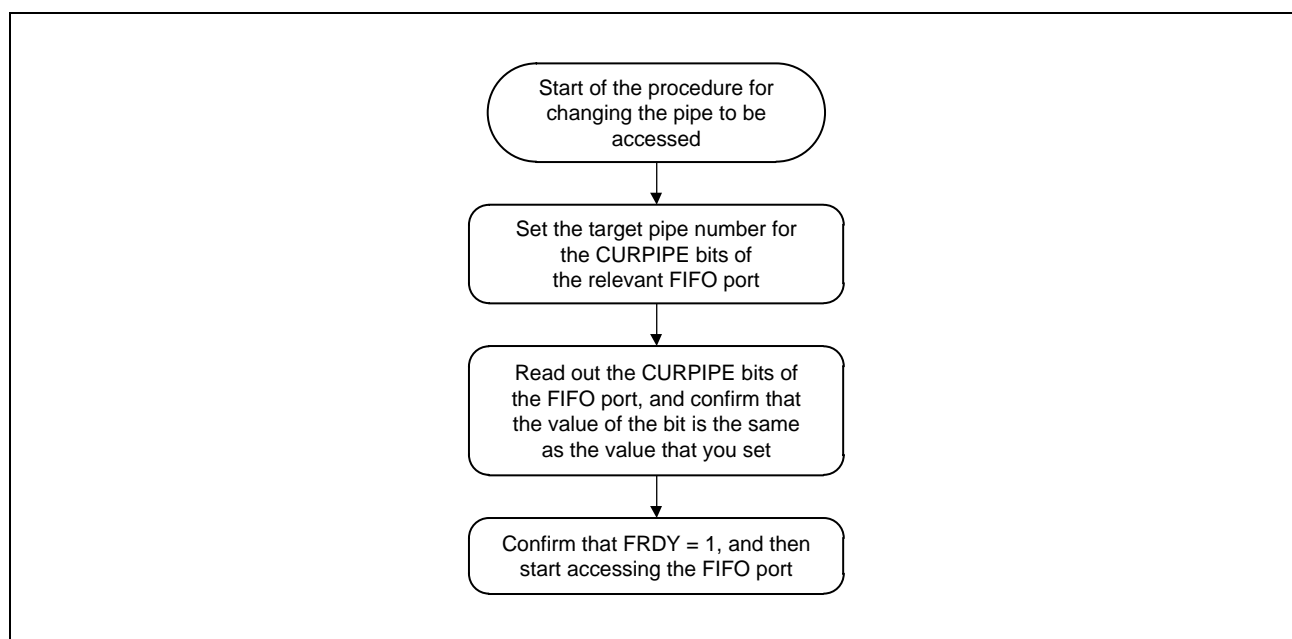 Start of the procedure for
changing the pipe to be
accessed
Set the target pipe number for
the CURPIPE bits of
the relevant FIFO port
Read out the CURPIPE bits of
the FIFO port, and confirm that
the value of the bit is the same
as the value that you set
Confirm that FRDY = 1, and then
start accessing the FIFO port